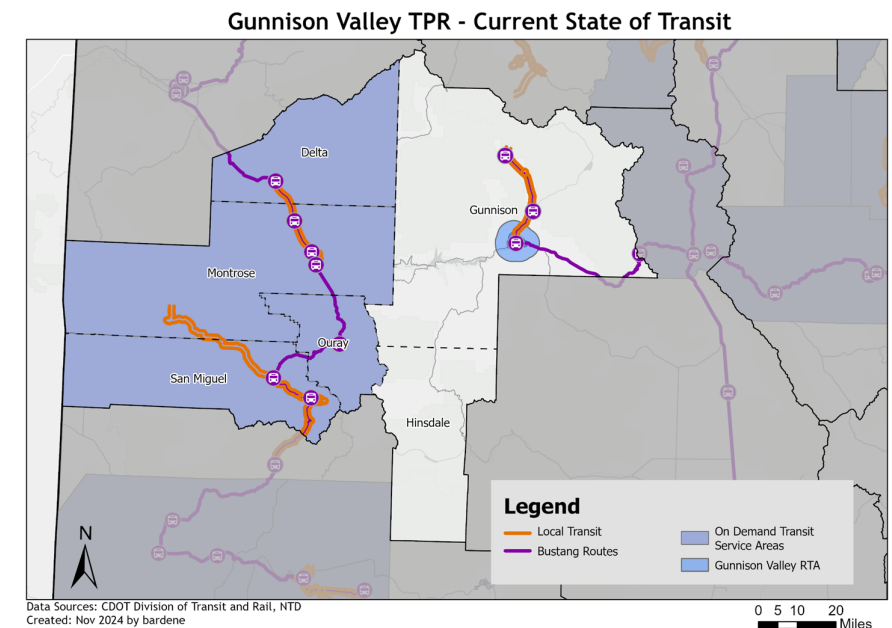 Gunnison Valley TPR - Current State of Transit
Delta
Gunnison
Montrose
Ouray
San Miguel
Hinsdale
Legend
Local Transit
Bustang Routes
On Demand Transit
Service Areas
Gunnison Valley RTA
N
Data Sources: CDOT Division of Transit and Rail, NTD
Created: Nov 2024 by bardene
0 5 10 20
Miles